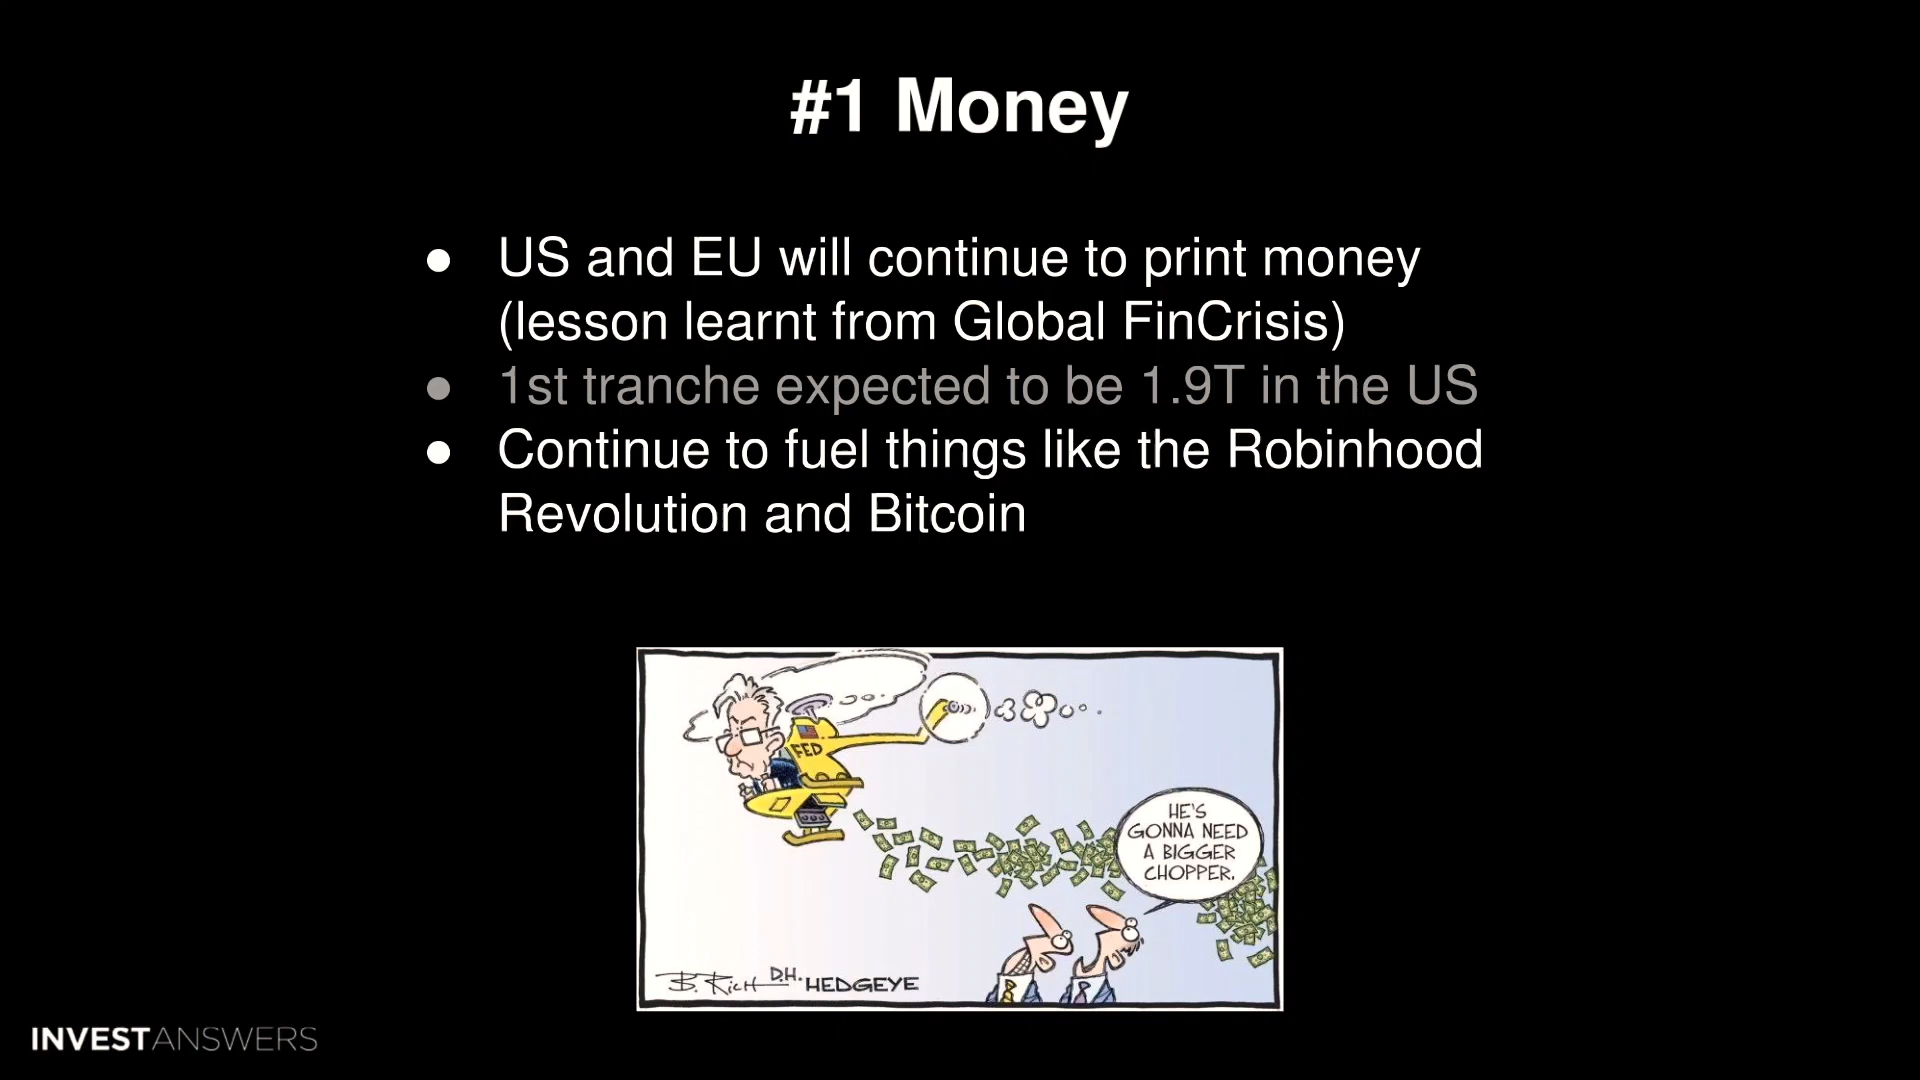 #1 Money
● US and EU will continue to print money
(lesson learnt from Global FinCrisis)
● 1st tranche expected to be 1.9T in the US
● Continue to fuel things like the Robinhood
Revolution and Bitcoin
FED
HE'S
GONNA NEED
A BIGGER
CHOPPER.
B. Rich D.H. HEDGEYE
INVESTANSWERS